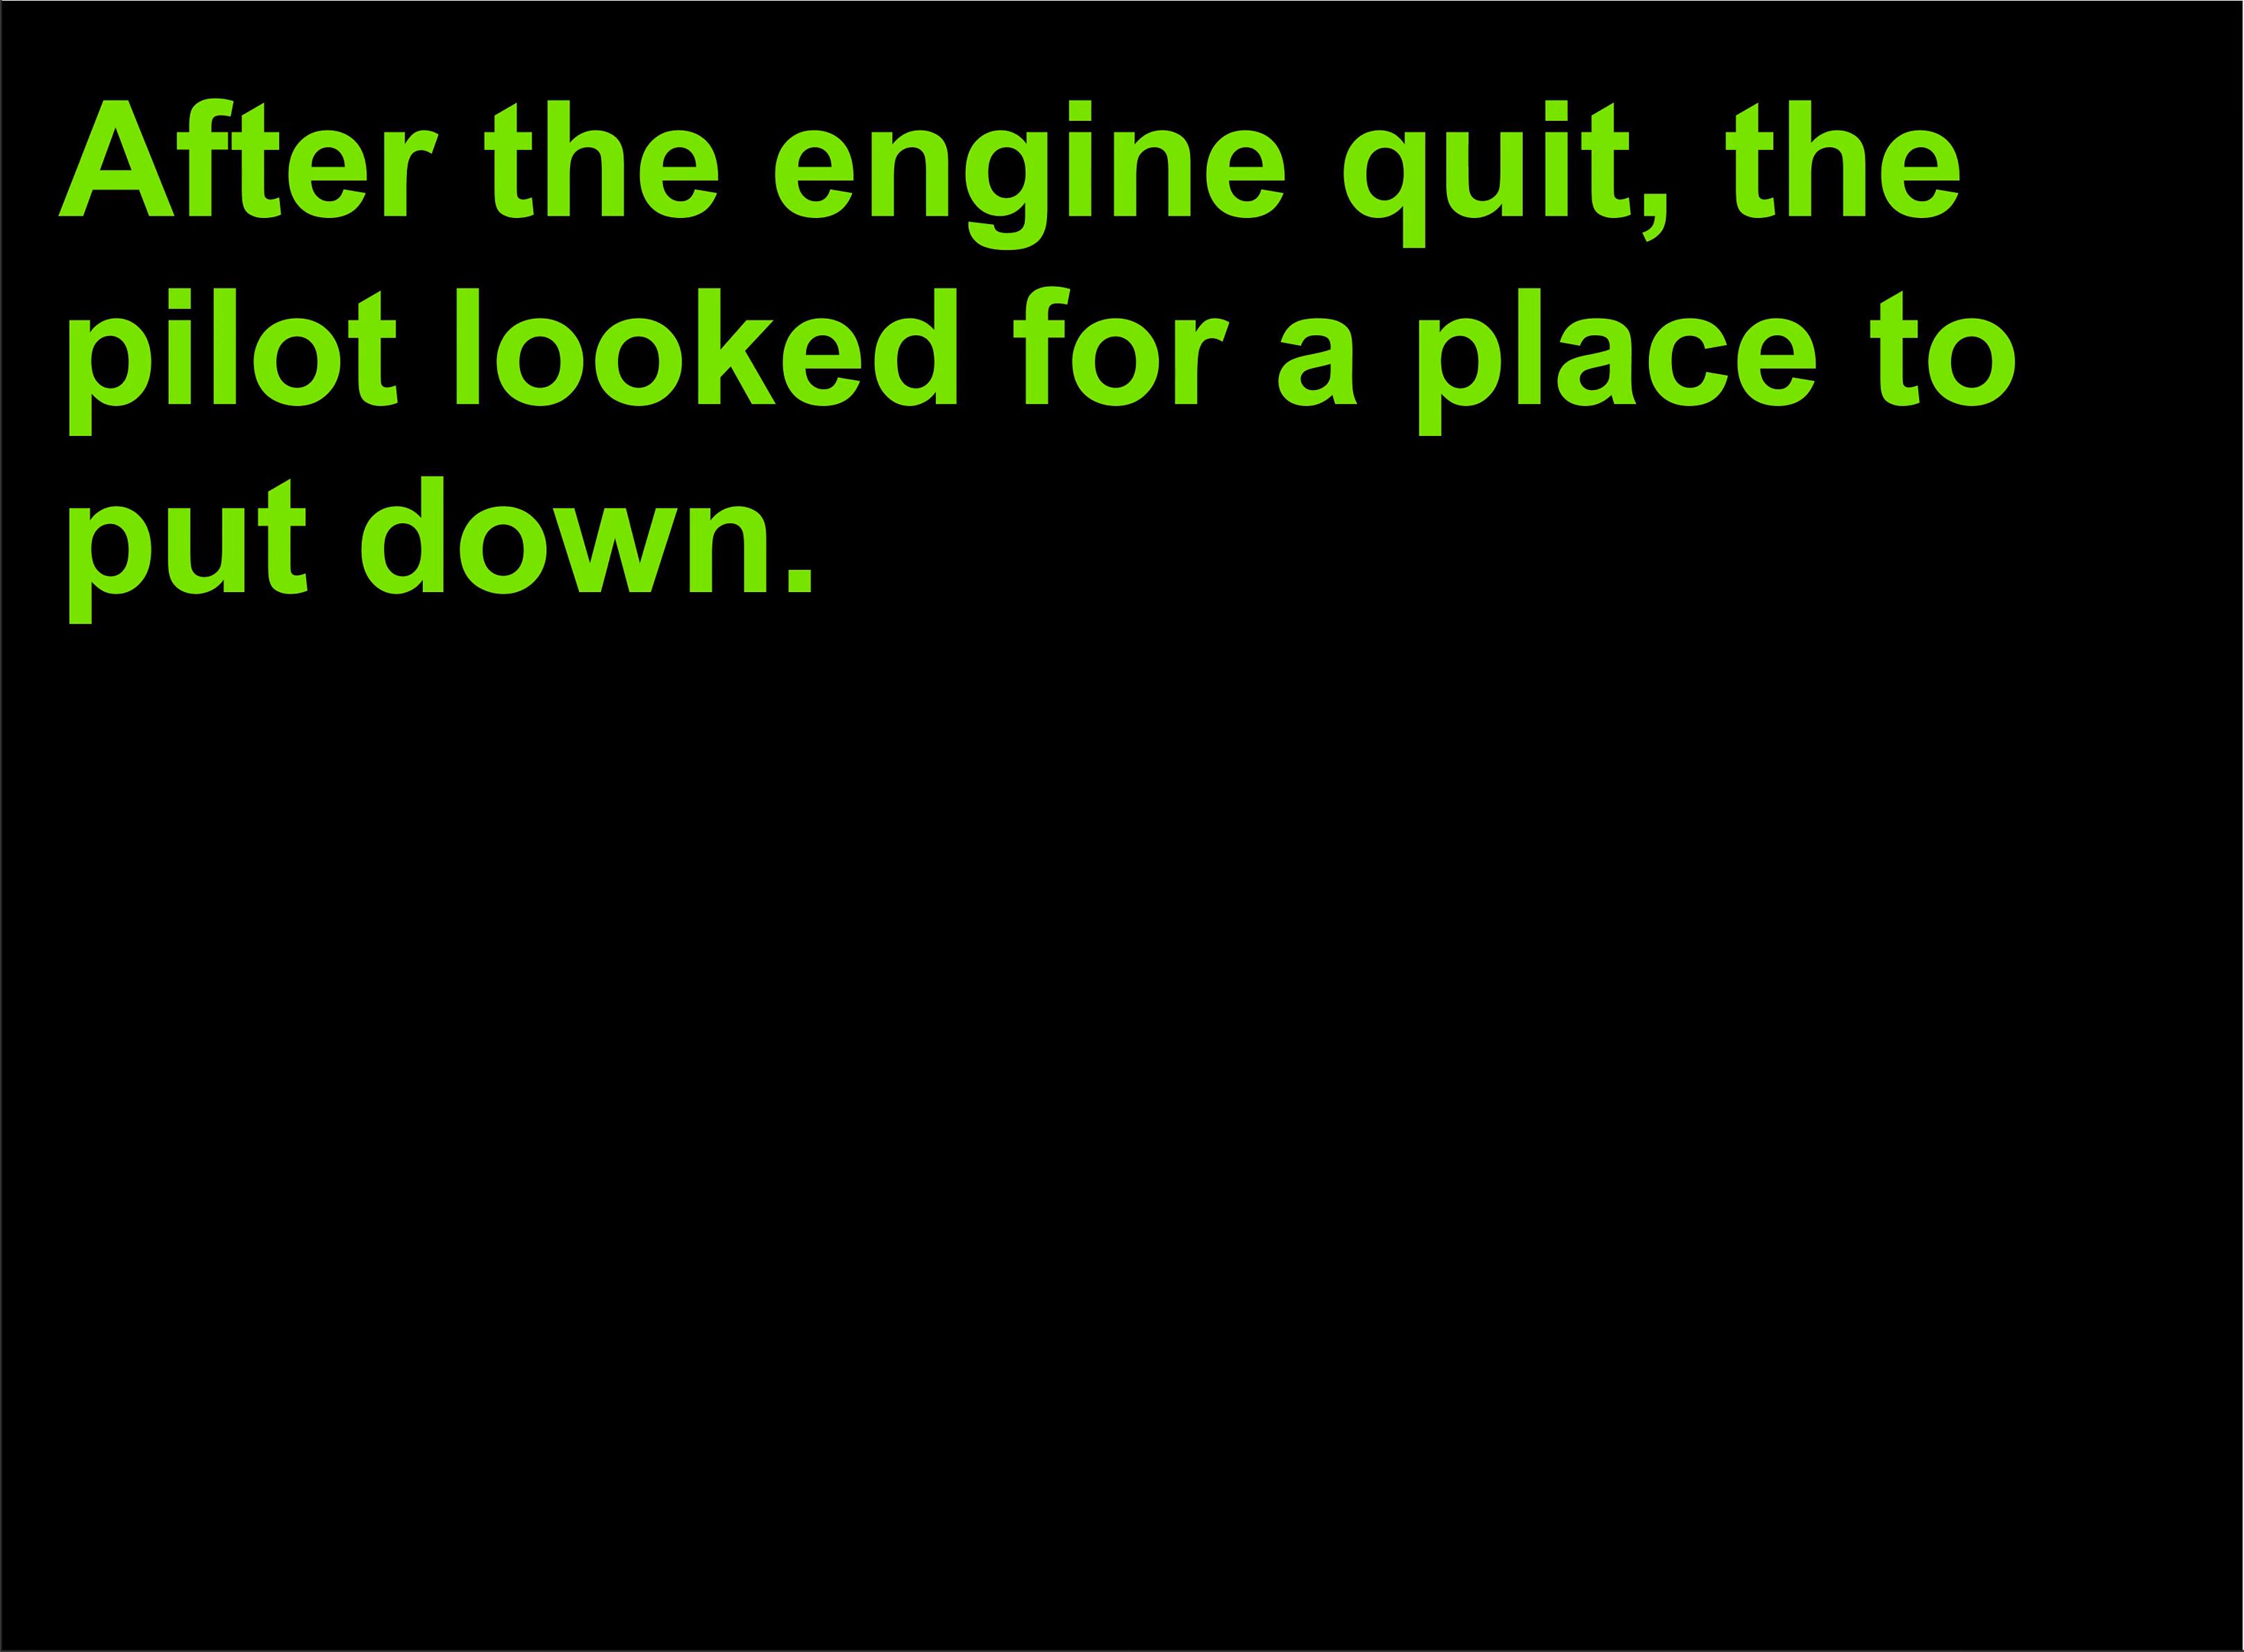 After the engine quit, the
pilot looked for a place to
put down.